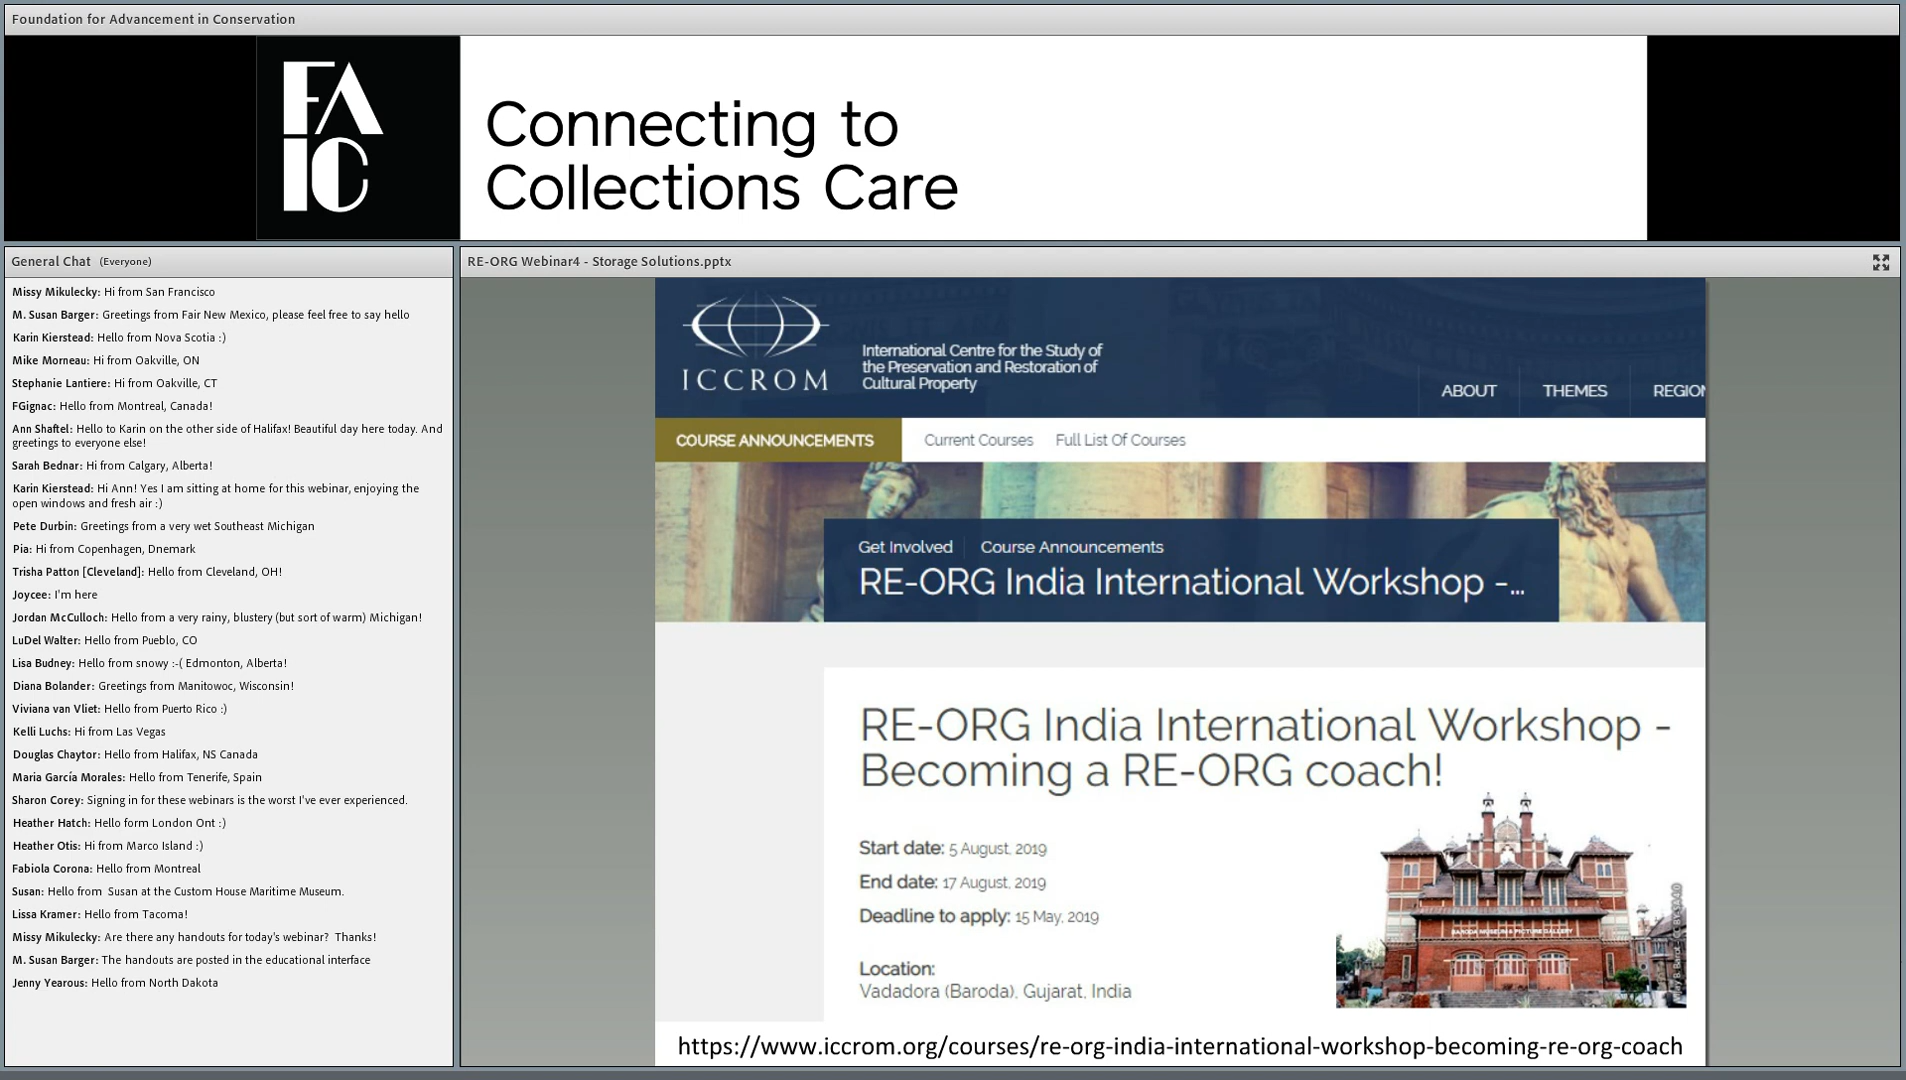 Foundation for Advancement in Conservation
FAIC
Connecting to
Collections Care
General Chat (Everyone)
Missy Mikulecky: Hi from San Francisco
M. Susan Barger: Greetings from Fair New Mexico, please feel free to say hello
Karin Kierstead: Hello from Nova Scotia :)
Mike Morneau: Hi from Oakville, ON
Stephanie Lantiere: Hi from Oakville, CT
FGignac: Hello from Montreal, Canada!
Ann Shaftel: Hello to Karin on the other side of Halifax! Beautiful day here today. And
greetings to everyone else!
Sarah Bednar: Hi from Calgary, Alberta!
Karin Kierstead: Hi Ann! Yes I am sitting at home for this webinar, enjoying the
open windows and fresh air :)
Pete Durbin: Greetings from a very wet Southeast Michigan
Pia: Hi from Copenhagen, Dnemark
Trisha Patton [Cleveland]: Hello from Cleveland, OH!
Joycee: I'm here
Jordan McCulloch: Hello from a very rainy, blustery (but sort of warm) Michigan!
LuDel Walter: Hello from Pueblo, CO
Lisa Budney: Hello from snowy :-( Edmonton, Alberta!
Diana Bolander: Greetings from Manitowoc, Wisconsin!
Viviana van Vliet: Hello from Puerto Rico :)
Kelli Luchs: Hi from Las Vegas
Douglas Chaytor: Hello from Halifax, NS Canada
Maria García Morales: Hello from Tenerife, Spain
Sharon Corey: Signing in for these webinars is the worst I've ever experienced.
Heather Hatch: Hello form London Ont :)
Heather Otis: Hi from Marco Island :)
Fabiola Corona: Hello from Montreal
Susan: Hello from Susan at the Custom House Maritime Museum.
Lissa Kramer: Hello from Tacoma!
Missy Mikulecky: Are there any handouts for today's webinar? Thanks!
M. Susan Barger: The handouts are posted in the educational interface
Jenny Yearous: Hello from North Dakota
RE-ORG Webinar4 - Storage Solutions.pptx
ICCROM
International Centre for the Study of
the Preservation and Restoration of
Cultural Property
ABOUT THEMES REGION
COURSE ANNOUNCEMENTS Current Courses Full List Of Courses
Get Involved Course Announcements
RE-ORG India International Workshop -...
RE-ORG India International Workshop -
Becoming a RE-ORG coach!
Start date: 5 August, 2019
End date: 17 August, 2019
Deadline to apply: 15 May, 2019
Location:
Vadadora (Baroda), Gujarat, India
BARODA MUSEUM & PICTURE GALLERY
https://www.iccrom.org/courses/re-org-india-international-workshop-becoming-re-org-coach